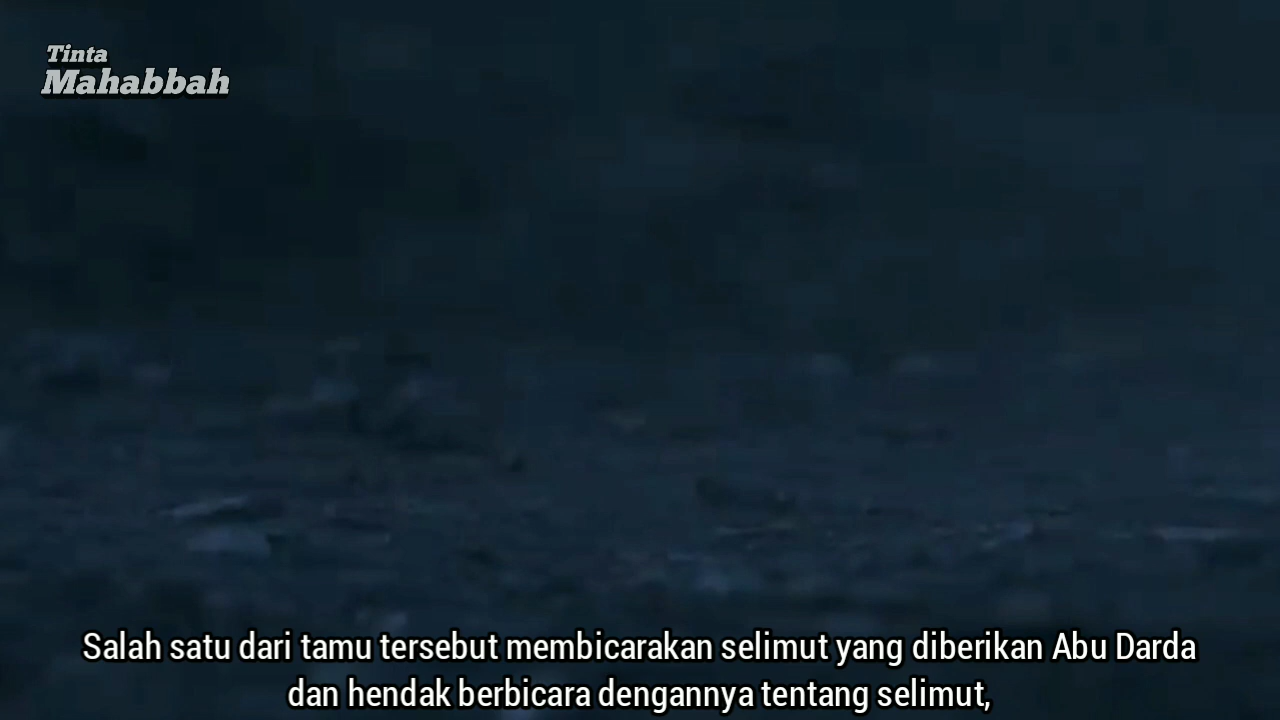 Tinta
Mahabbah
Salah satu dari tamu tersebut membicarakan selimut yang diberikan Abu Darda
dan hendak berbicara dengannya tentang selimut,